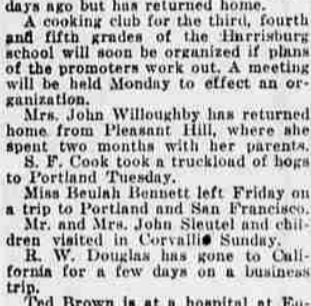 days ago but has returned home.
A cooking club for the third, fourth
and fifth grades of the Harrisburg
school will soon be organized if plans
of the promoters work out. A meeting
will be held Monday to effect an or-
ganization.
Mrs. John Willoughby has returned
home from Pleasant Hill, where she
spent two months with her parents.
S. F. Cook took a truckload of hogs
to Portland Tuesday.
Miss Beulah Bennett left Friday on
a trip to Portland and San Francisco.
Mr. and Mrs. John Sleutel and chil-
dren visited in Corvallis Sunday.
R. W. Douglas has gone to Cali-
fornia for a few days on a business
trip.
Ted Brown is at a hospital at Eu-